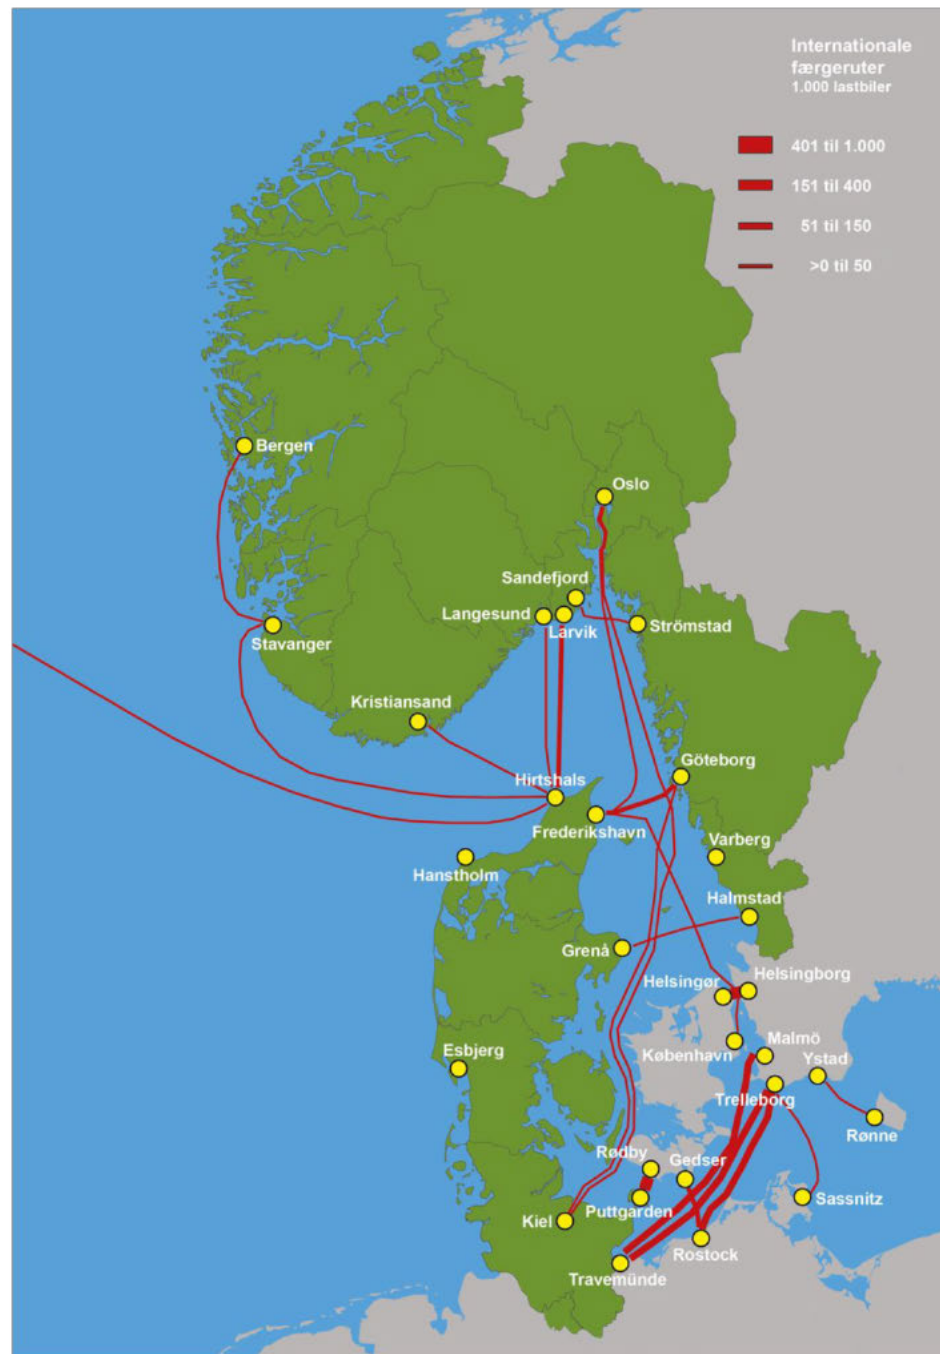 Internationale
færgeruter
1.000 lastbiler
401 til 1.000
151 til 400
51 til 150
>0 til 50
Bergen
Oslo
Sandefjord
Langesund
Larvik
Strömstad
Stavanger
Kristiansand
Göteborg
Hirtshals
Frederikshavn
Varberg
Hanstholm
Halmstad
Grenå
Helsingør
Helsingborg
Malmö
Esbjerg
København
Ystad
Trelleborg
Rønne
Rødby
Gedser
Sassnitz
Puttgarden
Kiel
Rostock
Travemünde